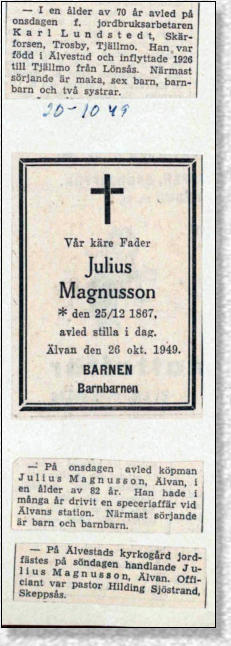 — I en ålder av 70 år avled på
onsdagen f. jordbruksarbetaren
Karl Lundstedt, Skär-
forsen, Trosby, Tjällmo. Han var
född i Älvestad och inflyttade 1926
till Tjällmo från Lönsås. Närmast
sörjande är maka, sex barn, barn-
barn och två systrar.
20-10 49
Vår käre Fader
Julius
Magnusson
* den 25/12 1867,
avled stilla i dag.
Älvan den 26 okt. 1949.
BARNEN
Barnbarnen
— På onsdagen avled köpman
Julius Magnusson, Älvan, i
en ålder av 82 år. Han hade i
många år drivit en speceriaffär vid
Älvans station. Närmast sörjande
är barn och barnbarn.
— På Älvestads kyrkogård jord-
fästes på söndagen handlande Ju-
lius Magnusson, Älvan. Offi-
ciant var pastor Hilding Sjöstrand,
Skeppsås.